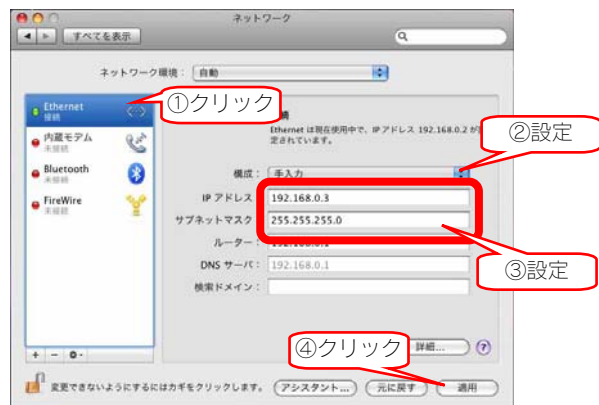 ネットワーク
すべてを表示
ネットワーク環境： 自動
Ethernet
接続
①クリック
内蔵モデム
未接続
Bluetooth
未接続
FireWire
未接続
Ethernet は現在使用中で、IP アドレス 192.168.0.2 が
定されています。
②設定
構成： 手入力
IP アドレス 192.168.0.3
サブネットマスク 255.255.255.0
ルーター： 192.168.0.1
DNS サーバ： 192.168.0.1
③設定
検索ドメイン：
④クリック
詳細...
?
+ −
変更できないようにするにはカギをクリックします。
アシスタント... 元に戻す 適用